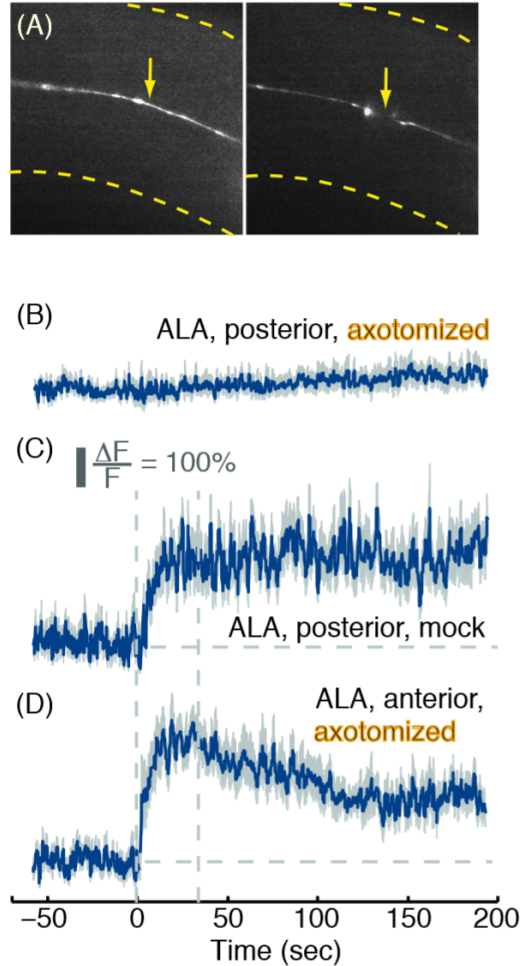 (A)
(B)
ALA, posterior, axotomized
(C)
ΔF
F
= 100%
ALA, posterior, mock
(D)
ALA, anterior,
axotomized
−50 0 50 100 150 200
Time (sec)